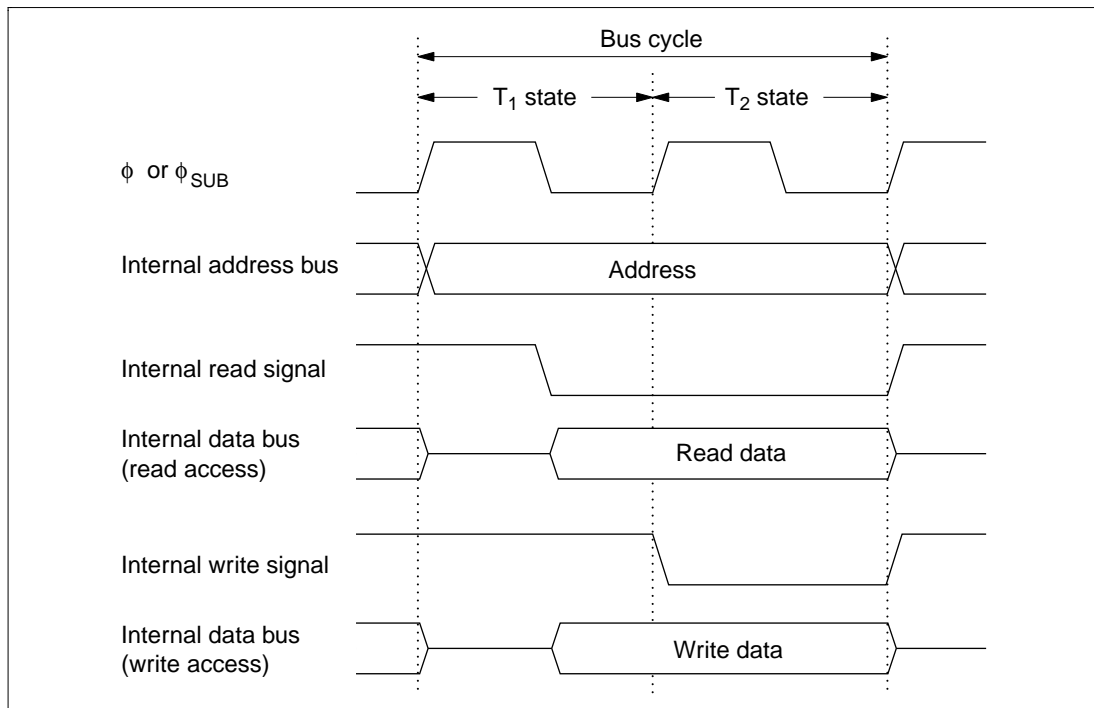 Bus cycle
T1 state
T2 state
ϕ or ϕSUB
Internal address bus
Address
Internal read signal
Internal data bus
(read access)
Read data
Internal write signal
Internal data bus
(write access)
Write data